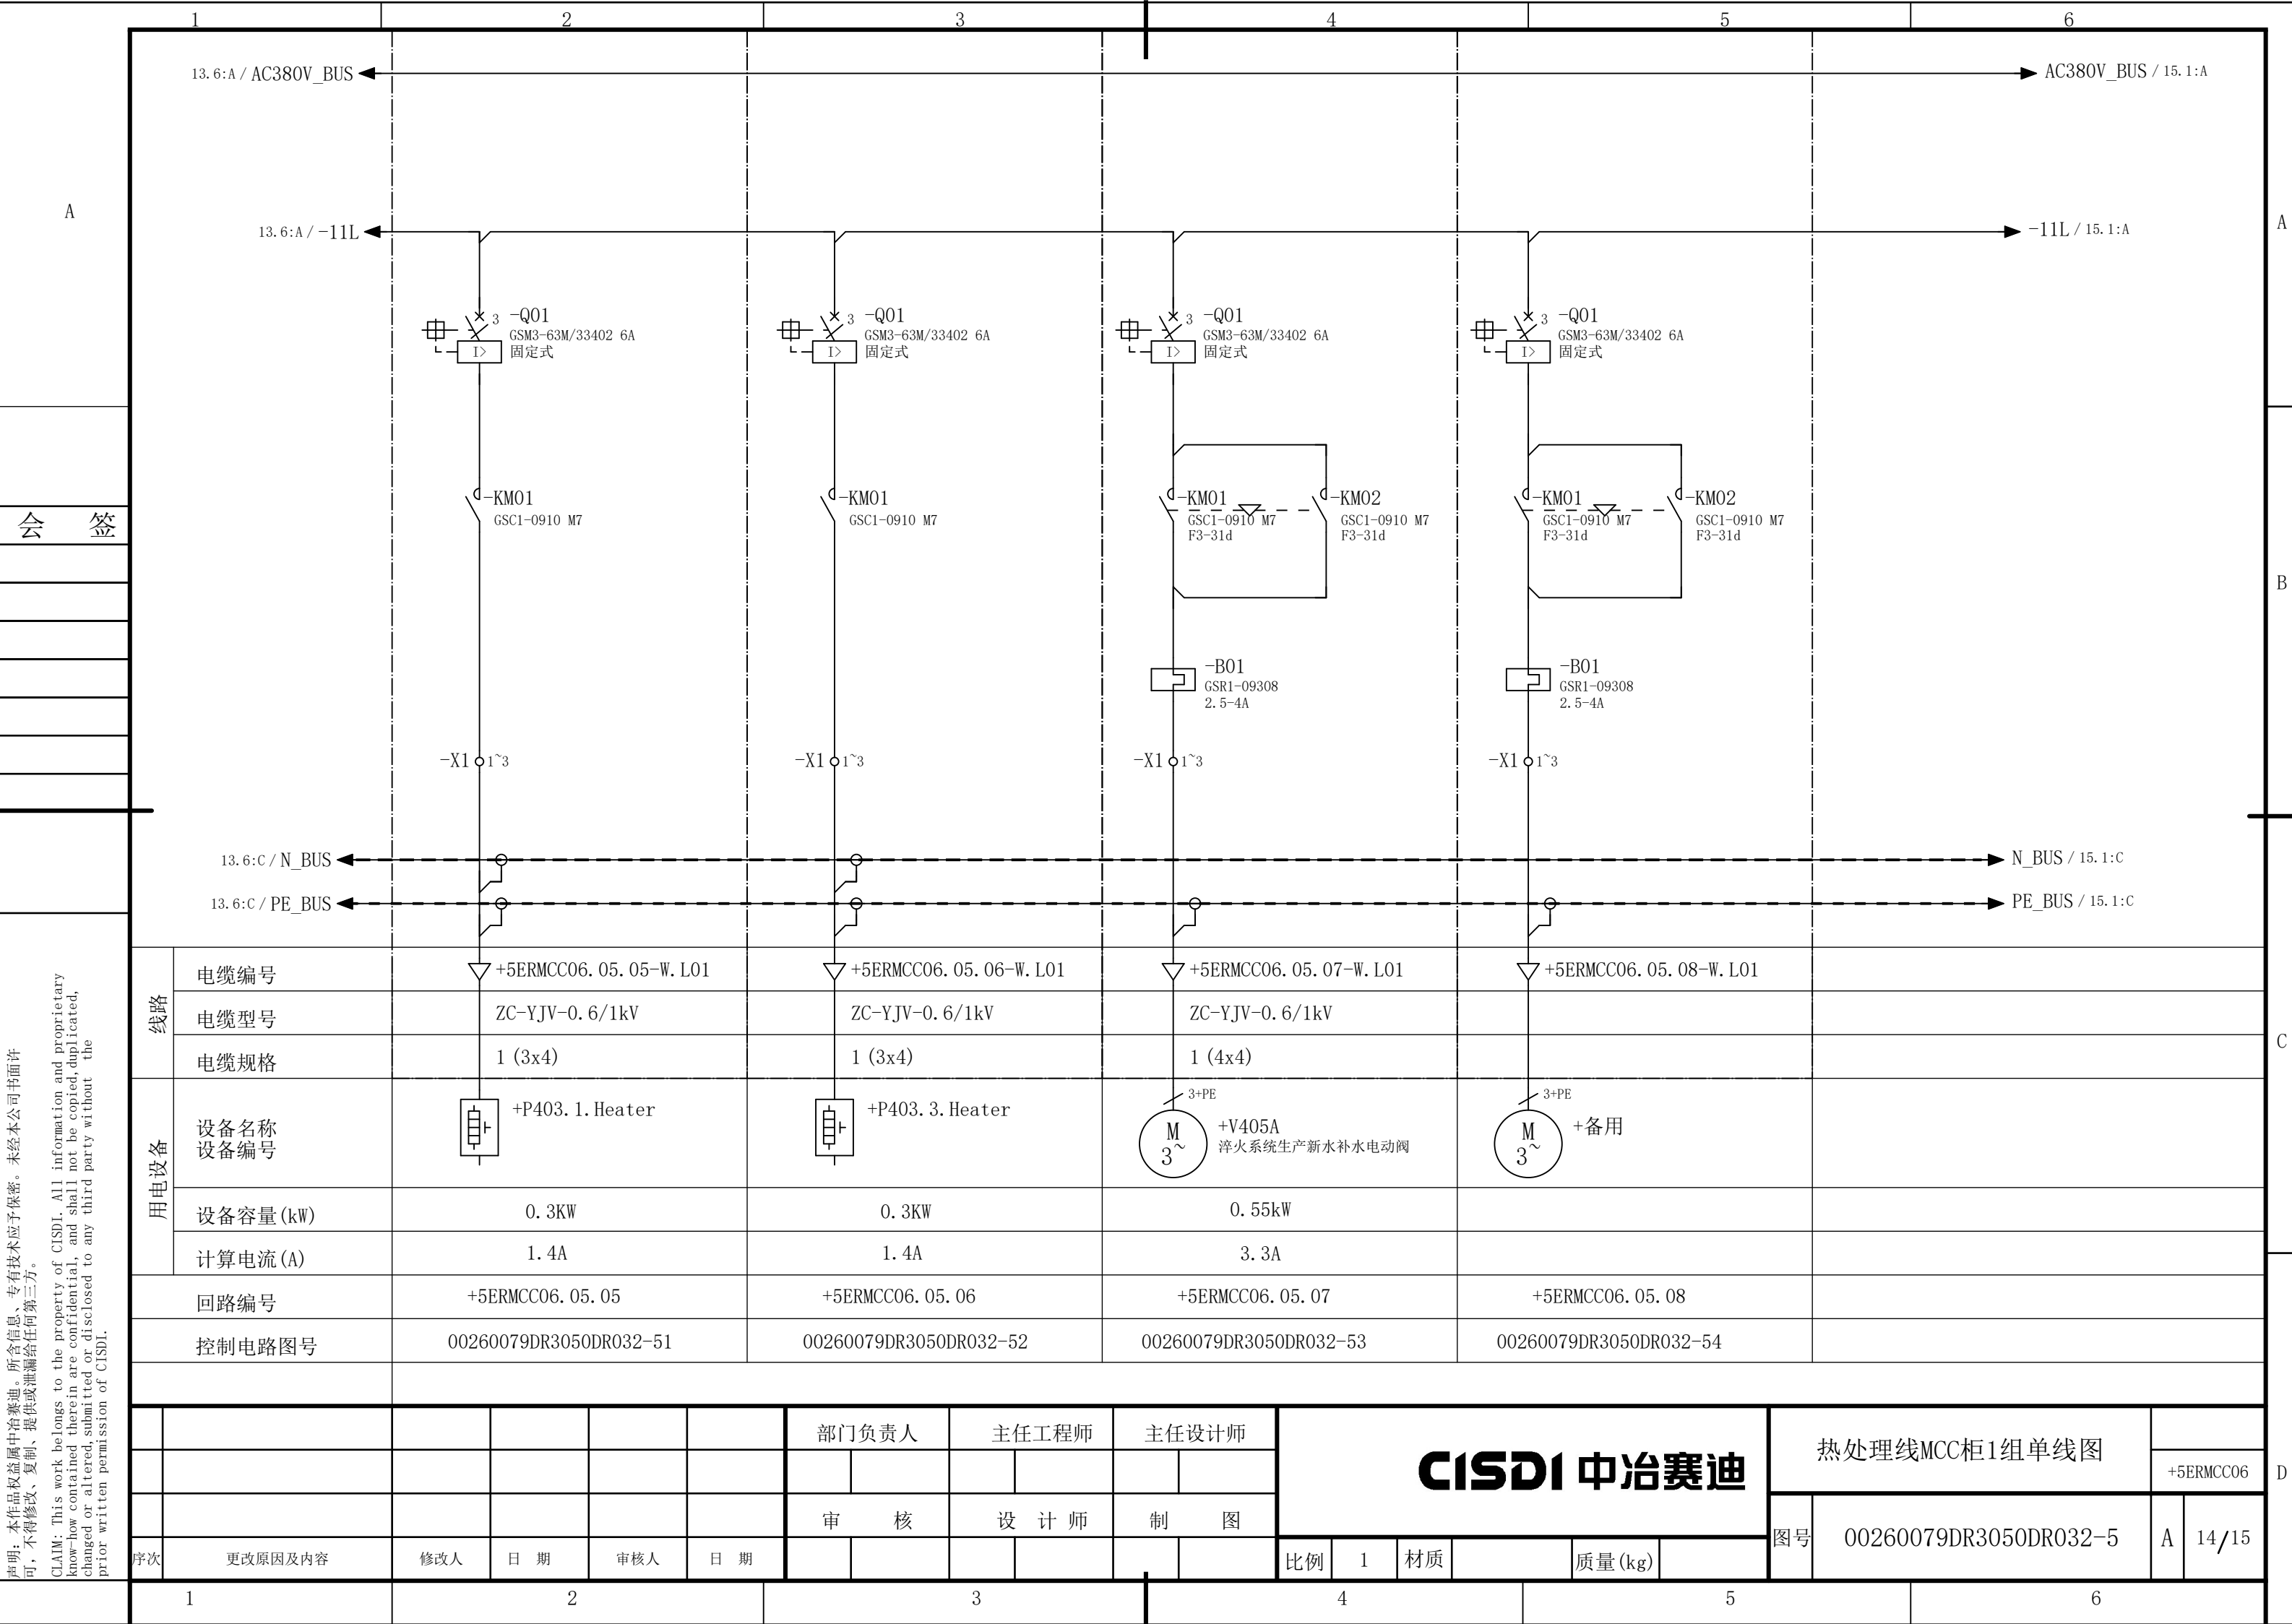 1 2 3 4 5 6
13.6:A / AC380V_BUS
AC380V_BUS / 15.1:A
A
A
13.6:A / -11L
-11L / 15.1:A
3 -Q01
GSM3-63M/33402 6A
I> 固定式
3 -Q01
GSM3-63M/33402 6A
I> 固定式
3 -Q01
GSM3-63M/33402 6A
I> 固定式
3 -Q01
GSM3-63M/33402 6A
I> 固定式
会 签
-KM01
GSC1-0910 M7
-KM01
GSC1-0910 M7
-KM01
GSC1-0910 M7
F3-31d
-KM02
GSC1-0910 M7
F3-31d
-KM01
GSC1-0910 M7
F3-31d
-KM02
GSC1-0910 M7
F3-31d
B
-B01
GSR1-09308
2.5-4A
-B01
GSR1-09308
2.5-4A
-X1 1~3
-X1 1~3
-X1 1~3
-X1 1~3
13.6:C / N_BUS
N_BUS / 15.1:C
13.6:C / PE_BUS
PE_BUS / 15.1:C
线路
电缆编号 +5ERMCC06.05.05-W.L01 +5ERMCC06.05.06-W.L01 +5ERMCC06.05.07-W.L01 +5ERMCC06.05.08-W.L01
电缆型号 ZC-YJV-0.6/1kV ZC-YJV-0.6/1kV ZC-YJV-0.6/1kV
电缆规格 1 (3x4) 1 (3x4) 1 (4x4)
C
用电设备
设备名称
设备编号
+P403.1.Heater
+P403.3.Heater
3+PE
M
3~
+V405A
淬火系统生产新水补水电动阀
3+PE
M
3~
+备用
设备容量(kW) 0.3KW 0.3KW 0.55kW
计算电流(A) 1.4A 1.4A 3.3A
回路编号 +5ERMCC06.05.05 +5ERMCC06.05.06 +5ERMCC06.05.07 +5ERMCC06.05.08
控制电路图号 00260079DR3050DR032-51 00260079DR3050DR032-52 00260079DR3050DR032-53 00260079DR3050DR032-54
声明：本作品权益属中冶赛迪。所含信息、专有技术应予保密。未经本公司书面许
可，不得修改、复制、提供或泄漏给任何第三方。
CLAIM: This work belongs to the property of CISDI. All information and proprietary
know-how contained therein are confidential, and shall not be copied,duplicated,
changed or altered,submitted or disclosed to any third party without the
prior written permission of CISDI.
部门负责人 主任工程师 主任设计师
审 核 设 计 师 制 图
序次 更改原因及内容 修改人 日 期 审核人 日 期
CISDI 中冶赛迪
比例 1 材质 质量(kg)
热处理线MCC柜1组单线图
+5ERMCC06
D
图号 00260079DR3050DR032-5 A 14/15
1 2 3 4 5 6